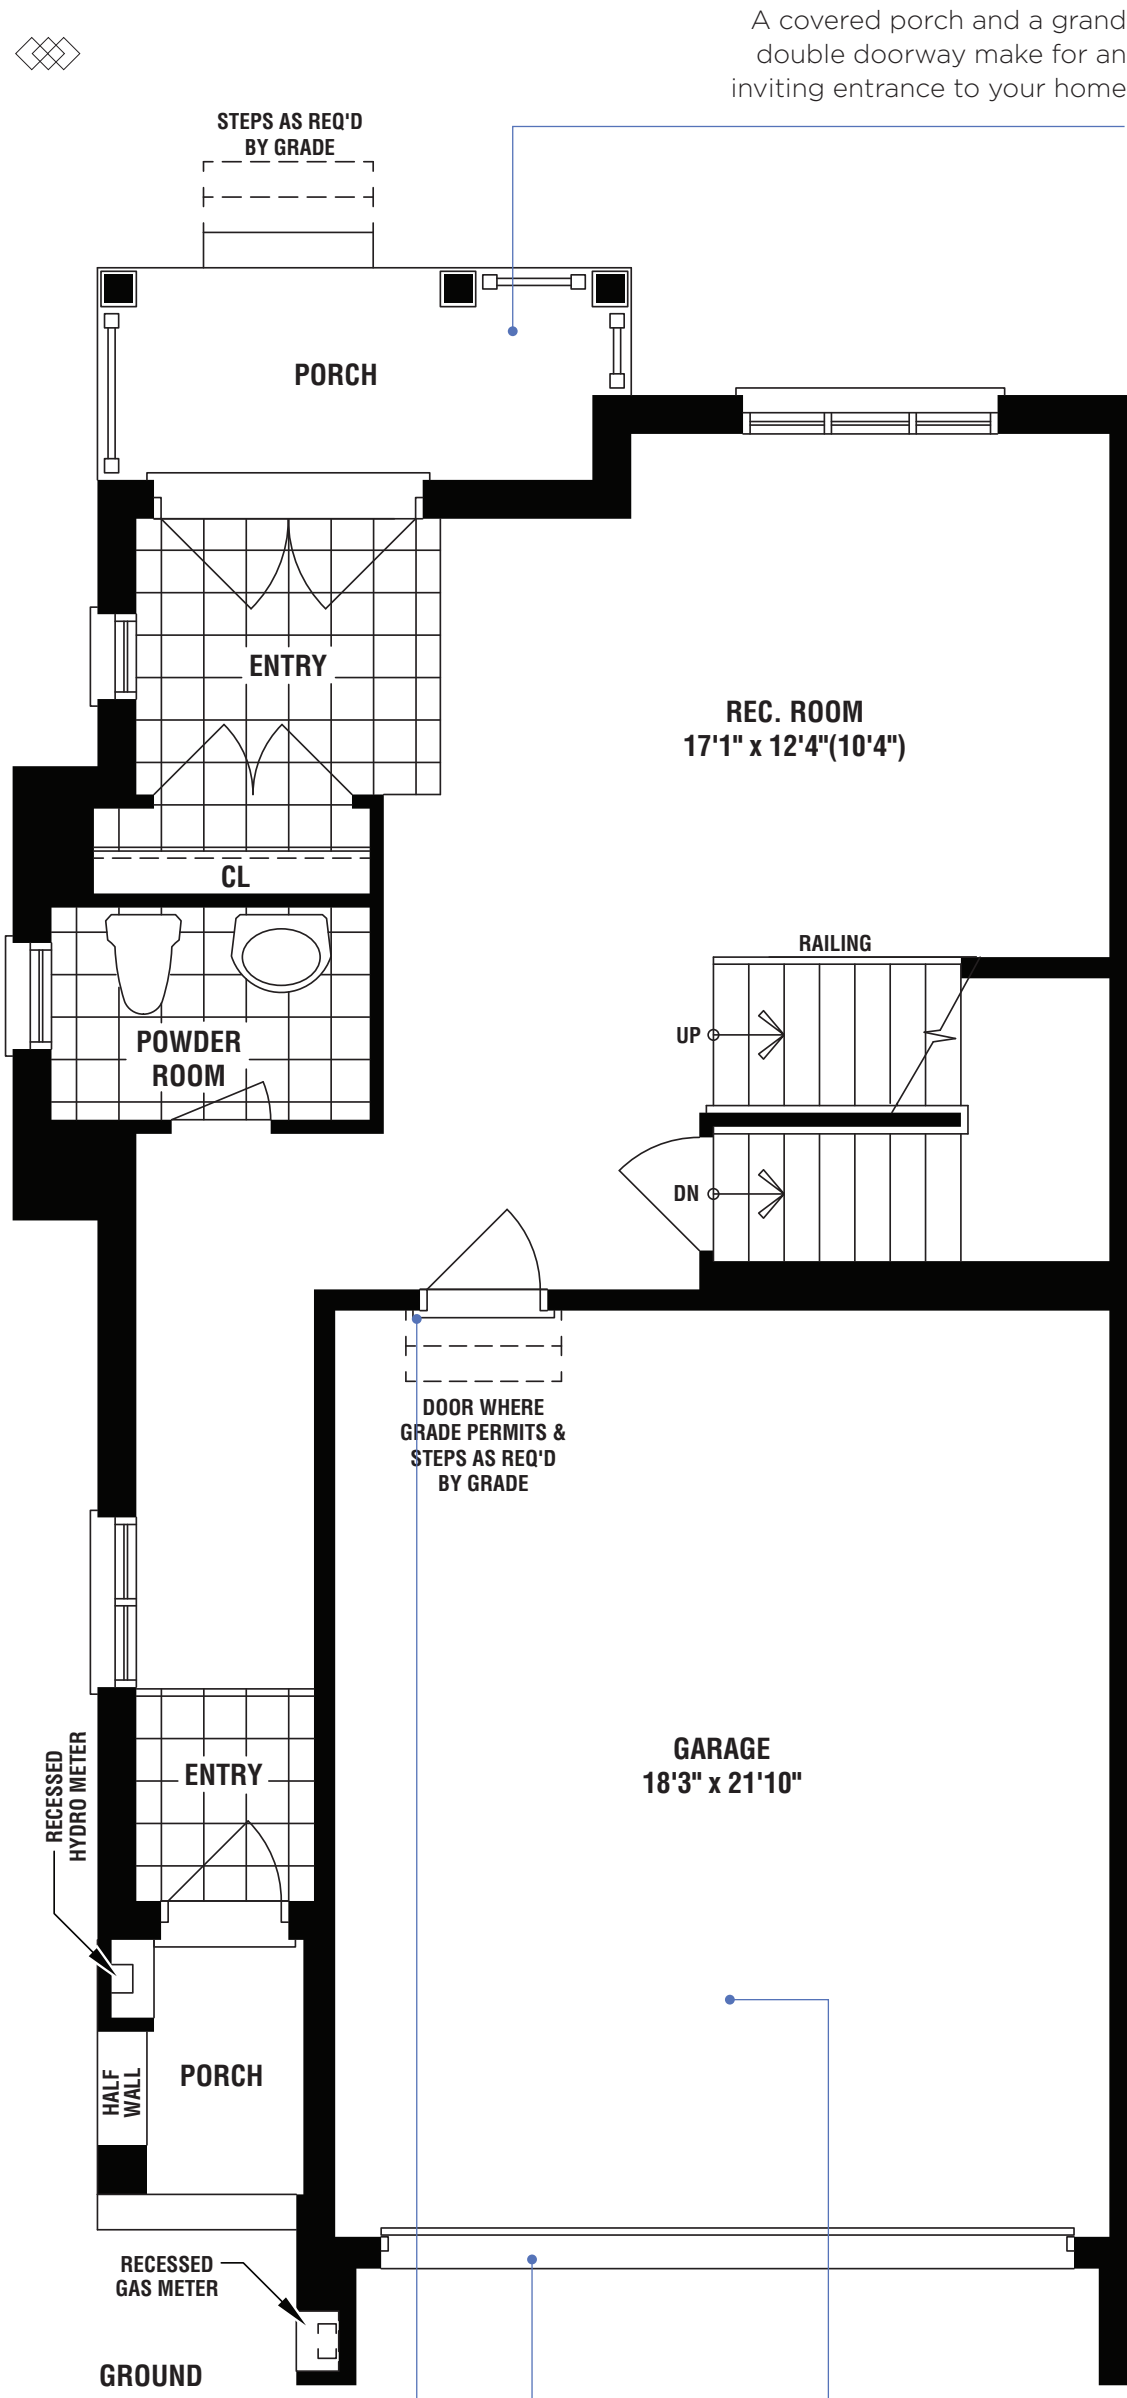 A covered porch and a grand
double doorway make for an
inviting entrance to your home
STEPS AS REQ'D
BY GRADE
PORCH
ENTRY
REC. ROOM
17'1" x 12'4"(10'4")
CL
RAILING
UP
POWDER
ROOM
DN
DOOR WHERE
GRADE PERMITS &
STEPS AS REQ'D
BY GRADE
GARAGE
18'3" x 21'10"
RECESSED
HYDRO METER
ENTRY
PORCH
HALF
WALL
RECESSED
GAS METER
GROUND